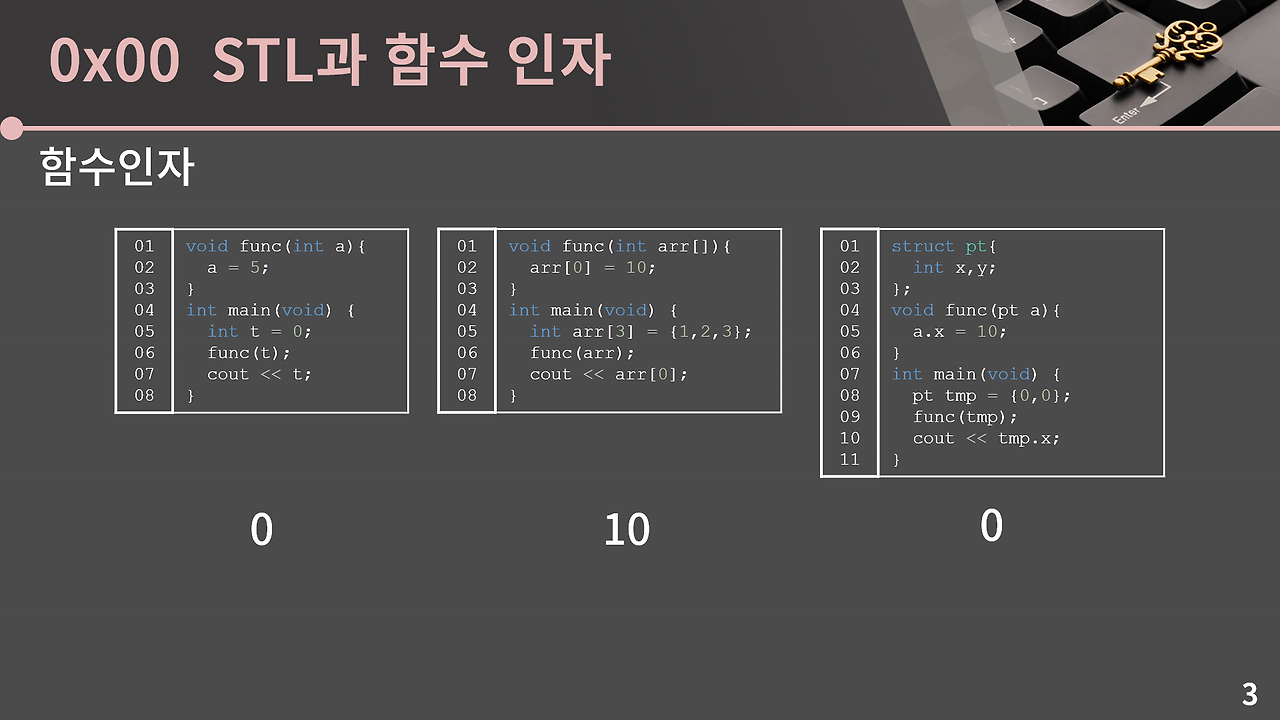 0x00 STL과 함수 인자
Enter
함수인자
01 void func(int a){
02   a = 5;
03 }
04 int main(void) {
05   int t = 0;
06   func(t);
07   cout << t;
08 }
01 void func(int arr[]){
02   arr[0] = 10;
03 }
04 int main(void) {
05   int arr[3] = {1,2,3};
06   func(arr);
07   cout << arr[0];
08 }
01 struct pt{
02   int x,y;
03 };
04 void func(pt a){
05   a.x = 10;
06 }
07 int main(void) {
08   pt tmp = {0,0};
09   func(tmp);
10   cout << tmp.x;
11 }
0
10
0
3